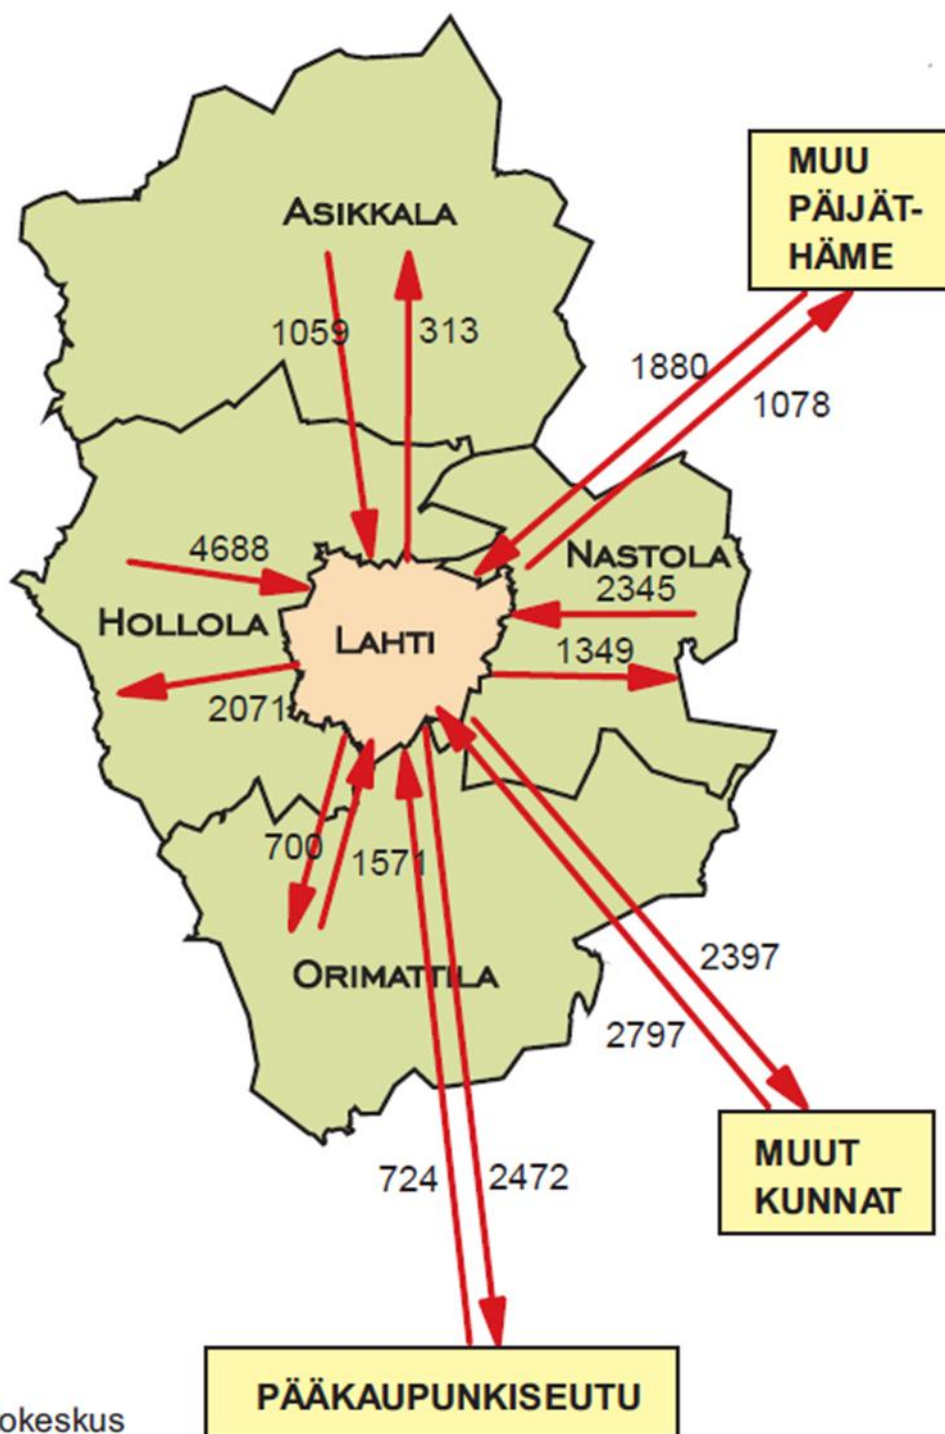 MUU
PÄIJÄT-
HÄME
ASIKKALA
1059
313
1880
1078
4688
NASTOLA
2345
HOLLOLA
LAHTI
1349
2071
700
1571
ORIMATTILA
2397
2797
724
2472
MUUT
KUNNAT
PÄÄKAUPUNKISEUTU
okeskus